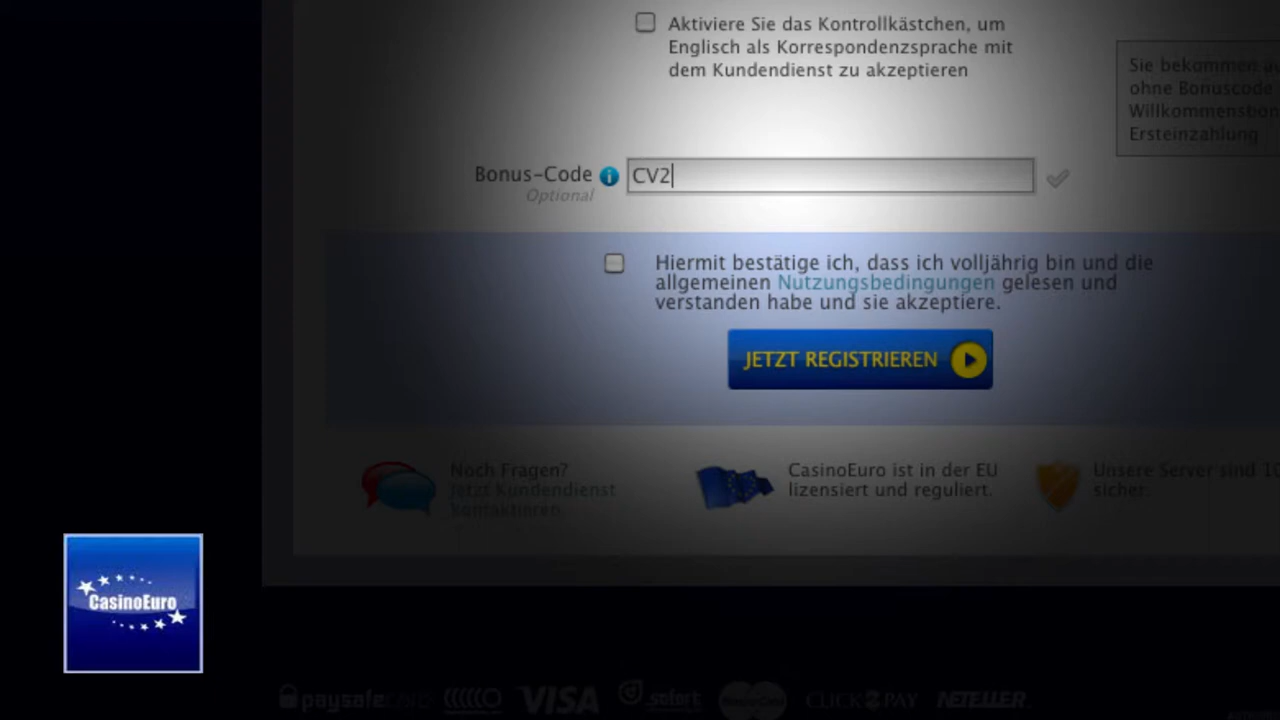 Aktiviere Sie das Kontrollkästchen, um
Englisch als Korrespondenzsprache mit
dem Kundendienst zu akzeptieren
Sie bekommen
ohne Bonuscode
Ersteinzahlung
Bonus-Code
CV2
Optional
Hiermit bestätige ich, dass ich volljährig bin und die
allgemeinen Nutzungsbedingungen gelesen und
verstanden habe und sie akzeptiere.
JETZT REGISTRIEREN
Noch Fragen?
Jetzt Kundendienst
kontaktieren.
CasinoEuro ist in der EU
lizensiert und reguliert.
Unsere Server sind
sicher.
CasinoEuro
paysafecard
VISA
sofort
MasterCard
CLICK2PAY
NETELLER